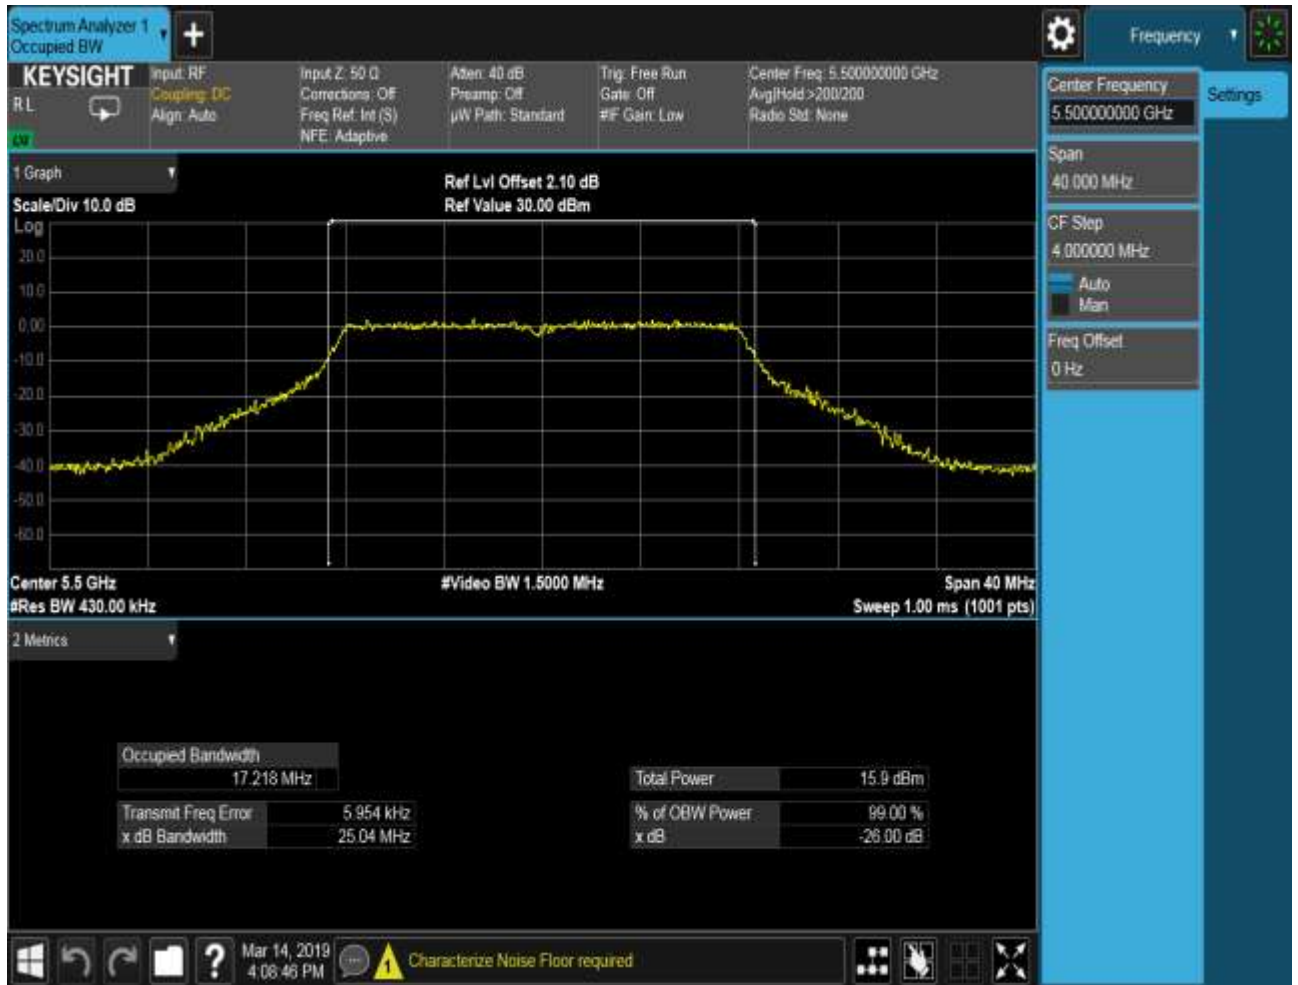 Spectrum Analyzer 1
Occupied BW
Frequency
KEYSIGHT
R L
Input: RF
Coupling: DC
Align: Auto
Input Z: 50 Ω
Corrections: Off
Freq Ref: Int (S)
NFE: Adaptive
Atten: 40 dB
Preamp: Off
µW Path: Standard
Trig: Free Run
Gate: Off
#IF Gain: Low
Center Freq: 5.500000000 GHz
Avg|Hold:>200/200
Radio Std: None
Center Frequency
5.500000000 GHz
Settings
Span
40.000 MHz
CF Step
4.000000 MHz
Auto
Man
Freq Offset
0 Hz
1 Graph
Scale/Div 10.0 dB
Ref Lvl Offset 2.10 dB
Ref Value 30.00 dBm
Log
20.0
10.0
0.00
-10.0
-20.0
-30.0
-40.0
-50.0
-60.0
Center 5.5 GHz
#Video BW 1.5000 MHz
Span 40 MHz
#Res BW 430.00 kHz
Sweep 1.00 ms (1001 pts)
2 Metrics
Occupied Bandwidth
17.218 MHz
Total Power 15.9 dBm
Transmit Freq Error 5.954 kHz
% of OBW Power 99.00 %
x dB Bandwidth 25.04 MHz
x dB -26.00 dB
?
Mar 14, 2019
4:08:46 PM
1
Characterize Noise Floor required